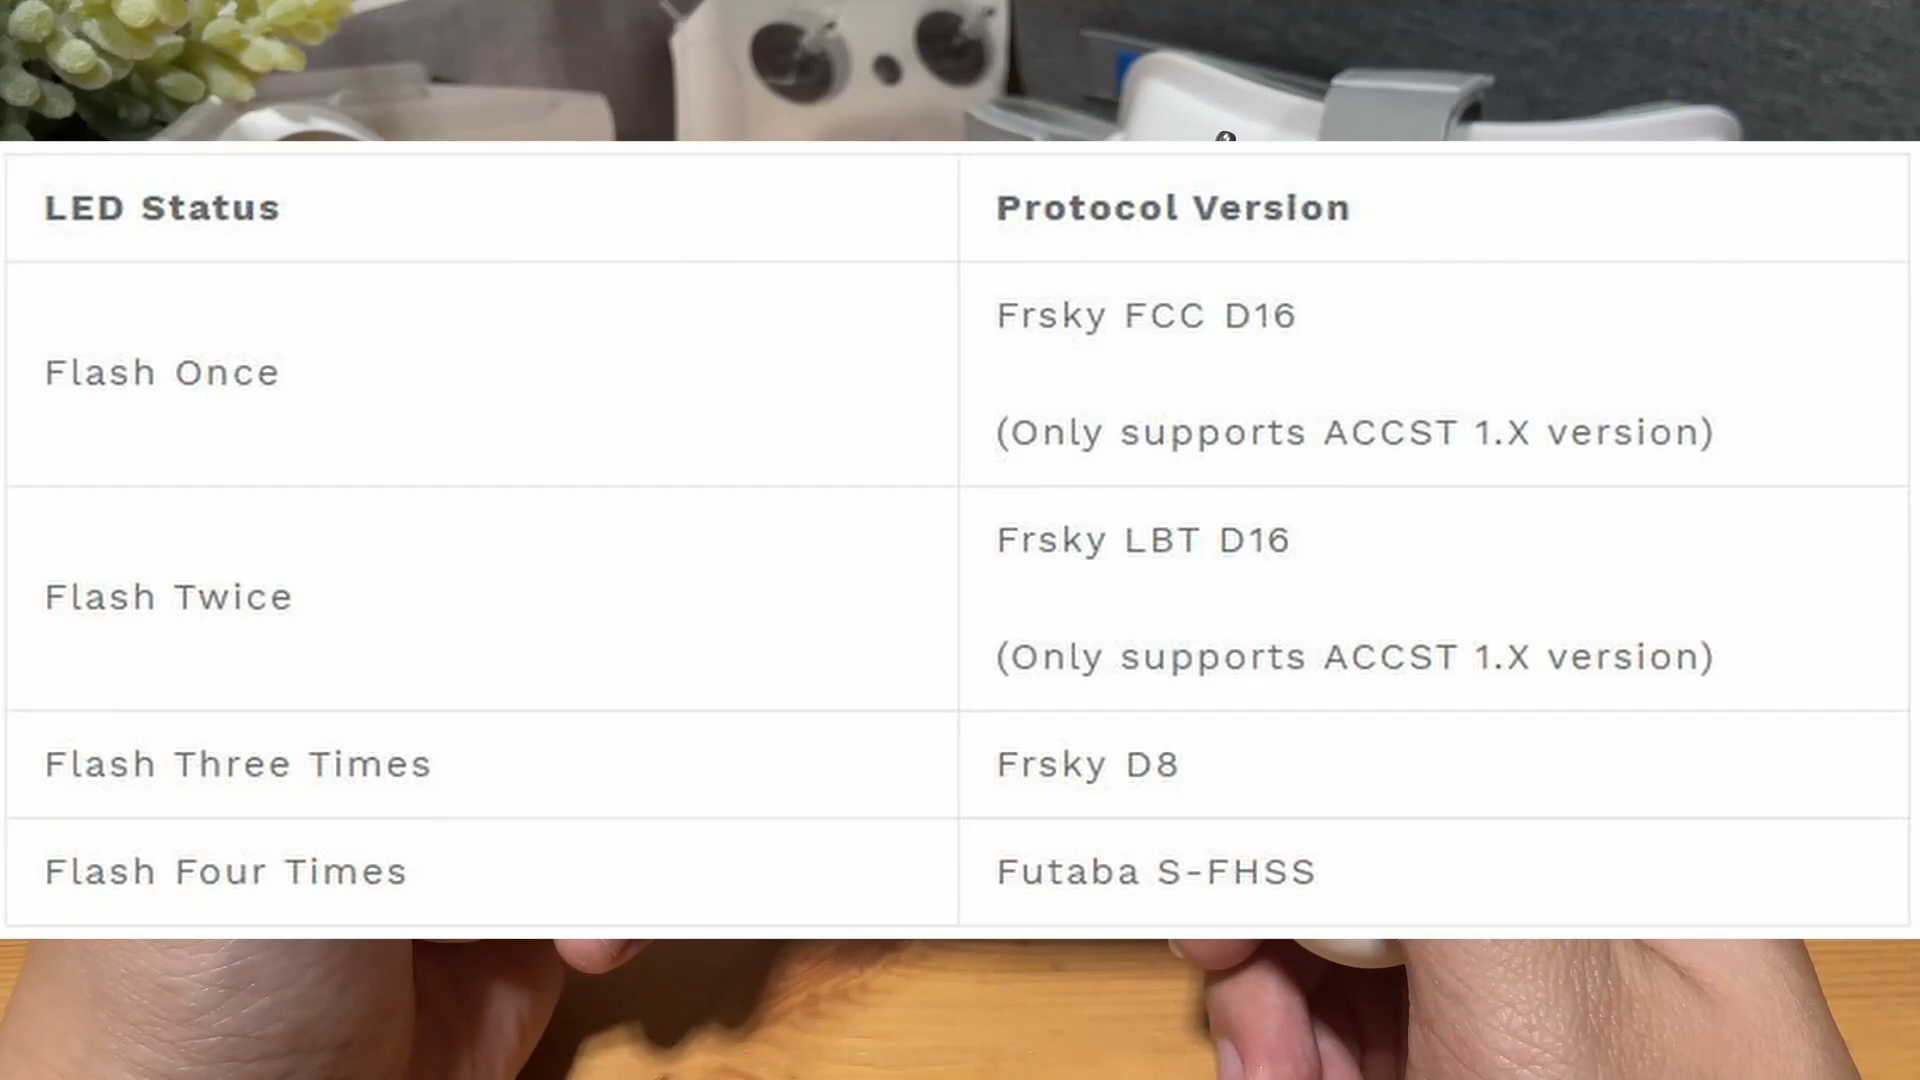 LED Status
Protocol Version
Flash Once
Frsky FCC D16
(Only supports ACCST 1.X version)
Flash Twice
Frsky LBT D16
(Only supports ACCST 1.X version)
Flash Three Times
Frsky D8
Flash Four Times
Futaba S-FHSS